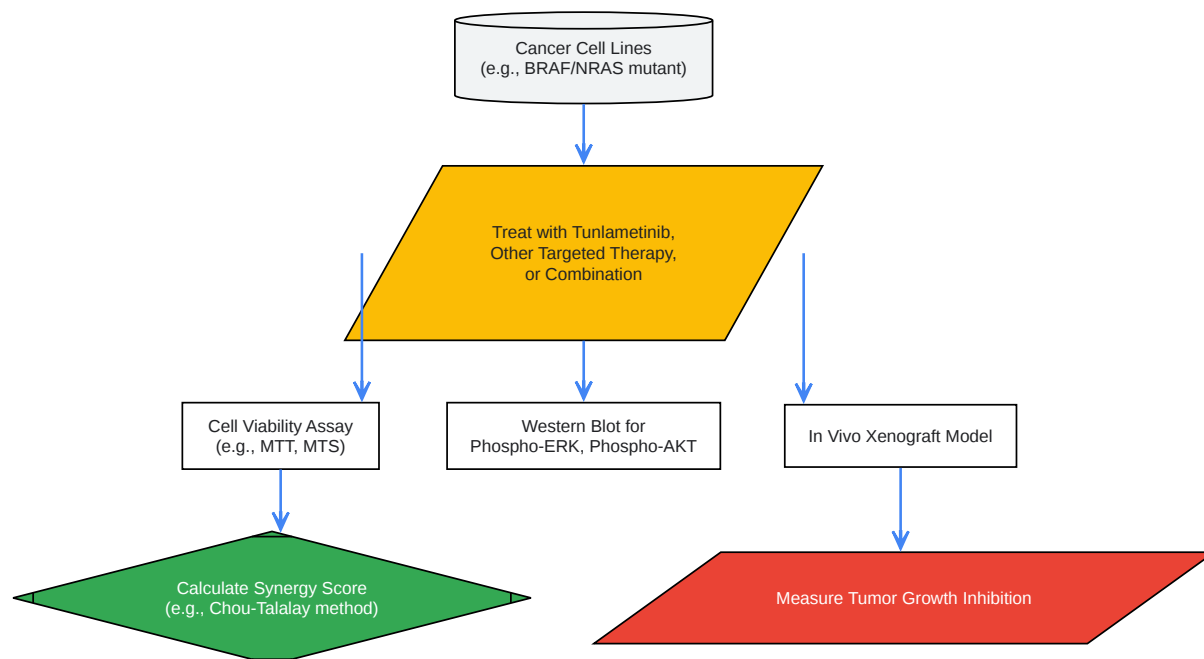 Cancer Cell Lines
(e.g., BRAF/NRAS mutant)
Treat with Tunlametinib,
Other Targeted Therapy,
or Combination
Cell Viability Assay
(e.g., MTT, MTS)
Western Blot for
Phospho-ERK, Phospho-AKT
In Vivo Xenograft Model
Calculate Synergy Score
(e.g., Chou-Talalay method)
Measure Tumor Growth Inhibition